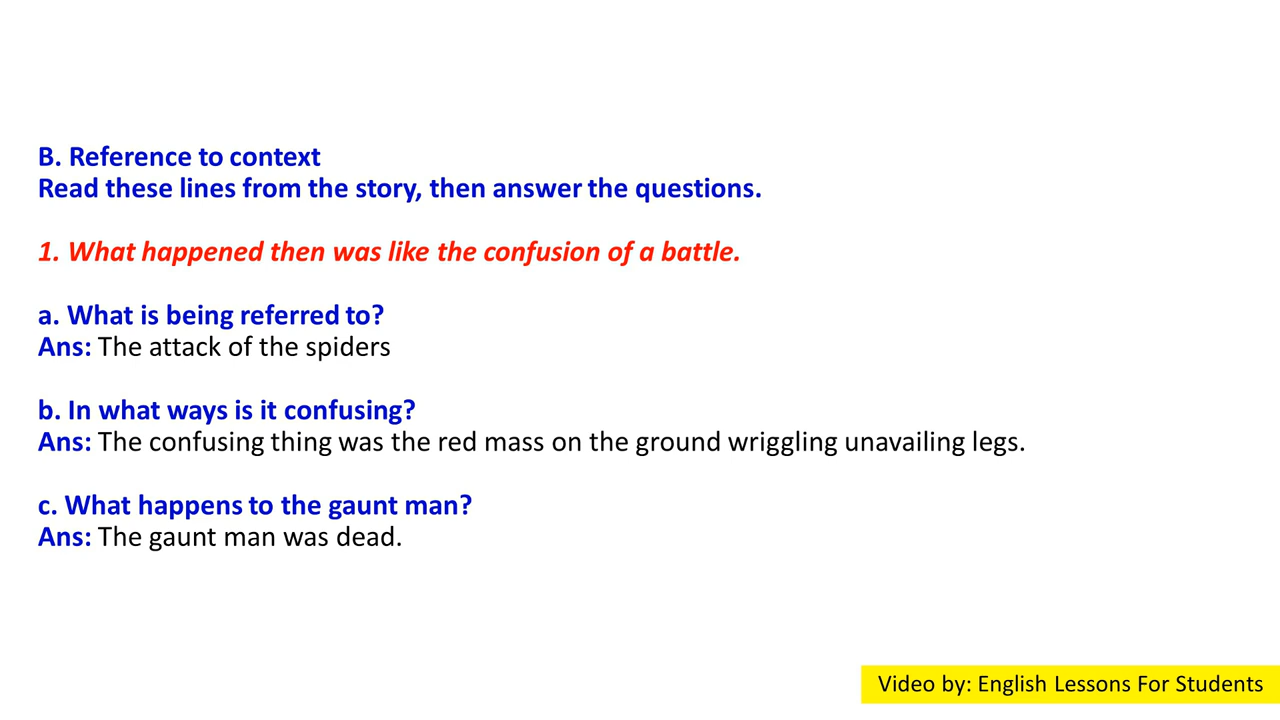 B. Reference to context
Read these lines from the story, then answer the questions.
1. What happened then was like the confusion of a battle.
a. What is being referred to?
Ans: The attack of the spiders
b. In what ways is it confusing?
Ans: The confusing thing was the red mass on the ground wriggling unavailing legs.
c. What happens to the gaunt man?
Ans: The gaunt man was dead.
Video by: English Lessons For Students